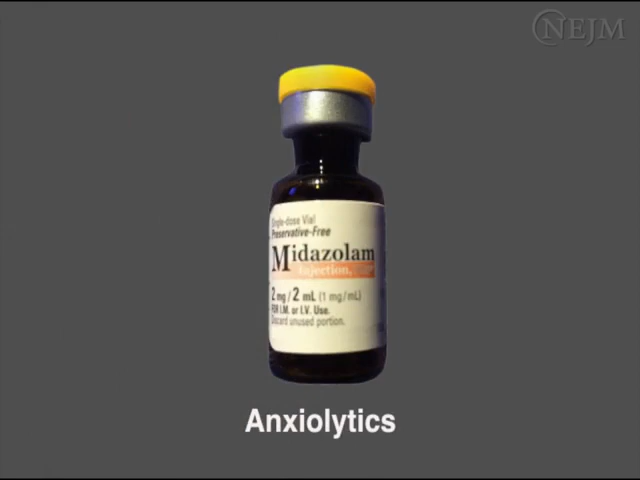 NEJM
Single-dose Vial
Preservative-Free
Midazolam
Injection,
2 mg / 2 mL (1 mg/mL)
FOR I.M. or I.V. Use.
Discard unused portion.
Anxiolytics